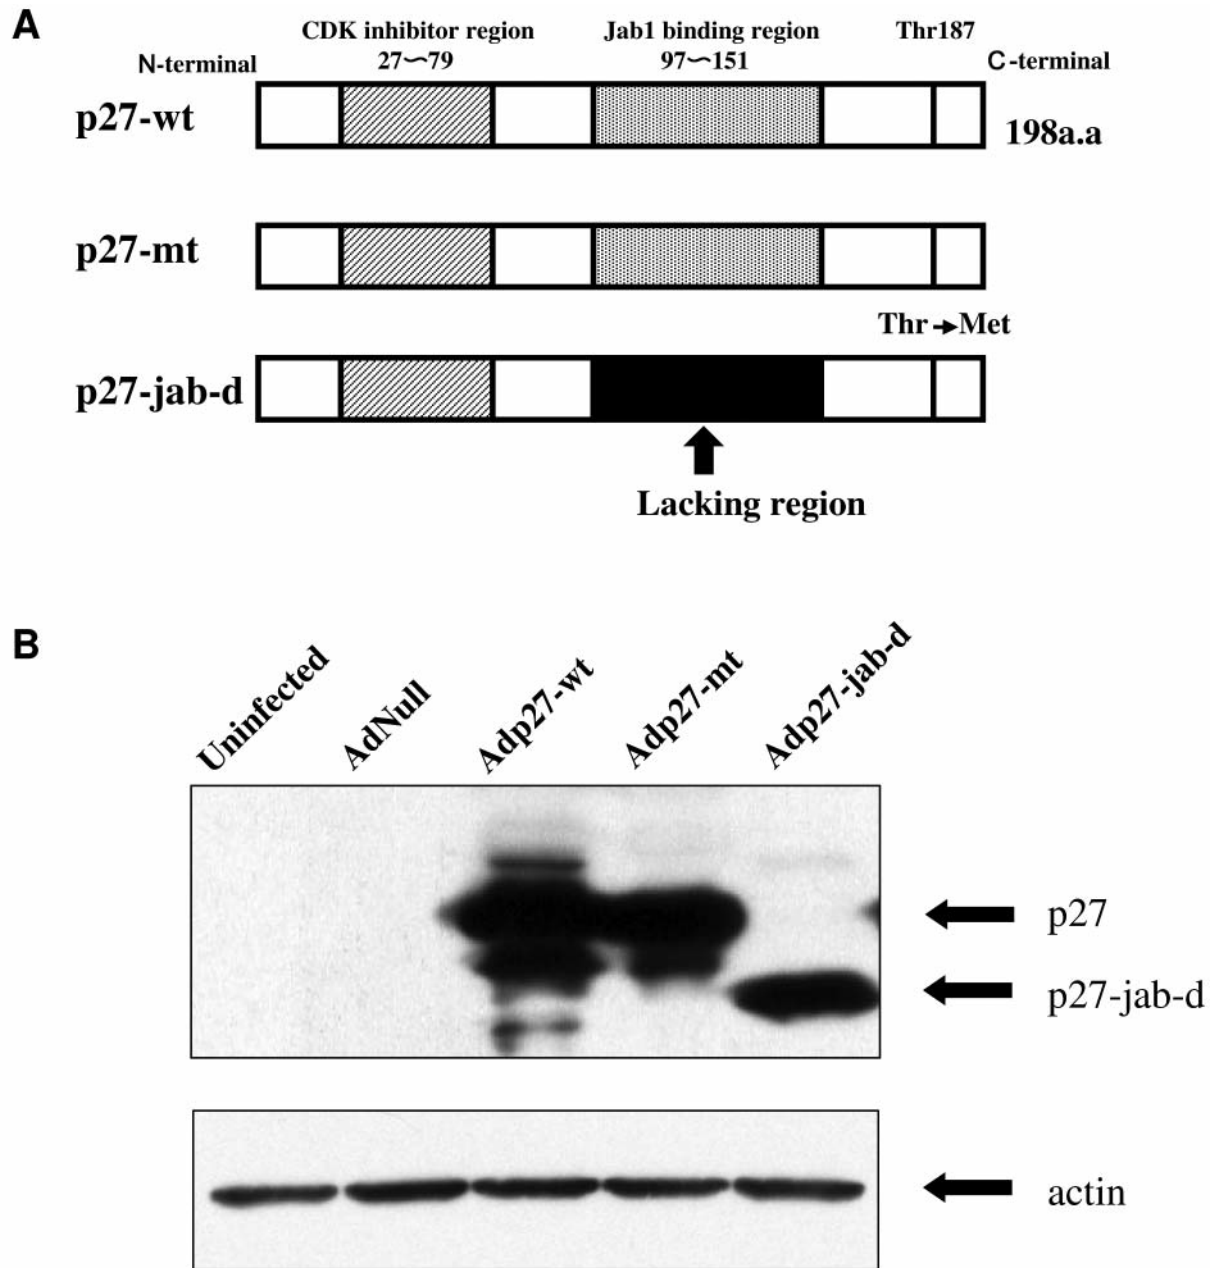 A
CDK inhibitor region
Jab1 binding region
Thr187
N-terminal
27~79
97~151
C-terminal
p27-wt
198a.a
p27-mt
Thr→Met
p27-jab-d
Lacking region
B
Uninfected
AdNull
Adp27-wt
Adp27-mt
Adp27-jab-d
p27
p27-jab-d
actin